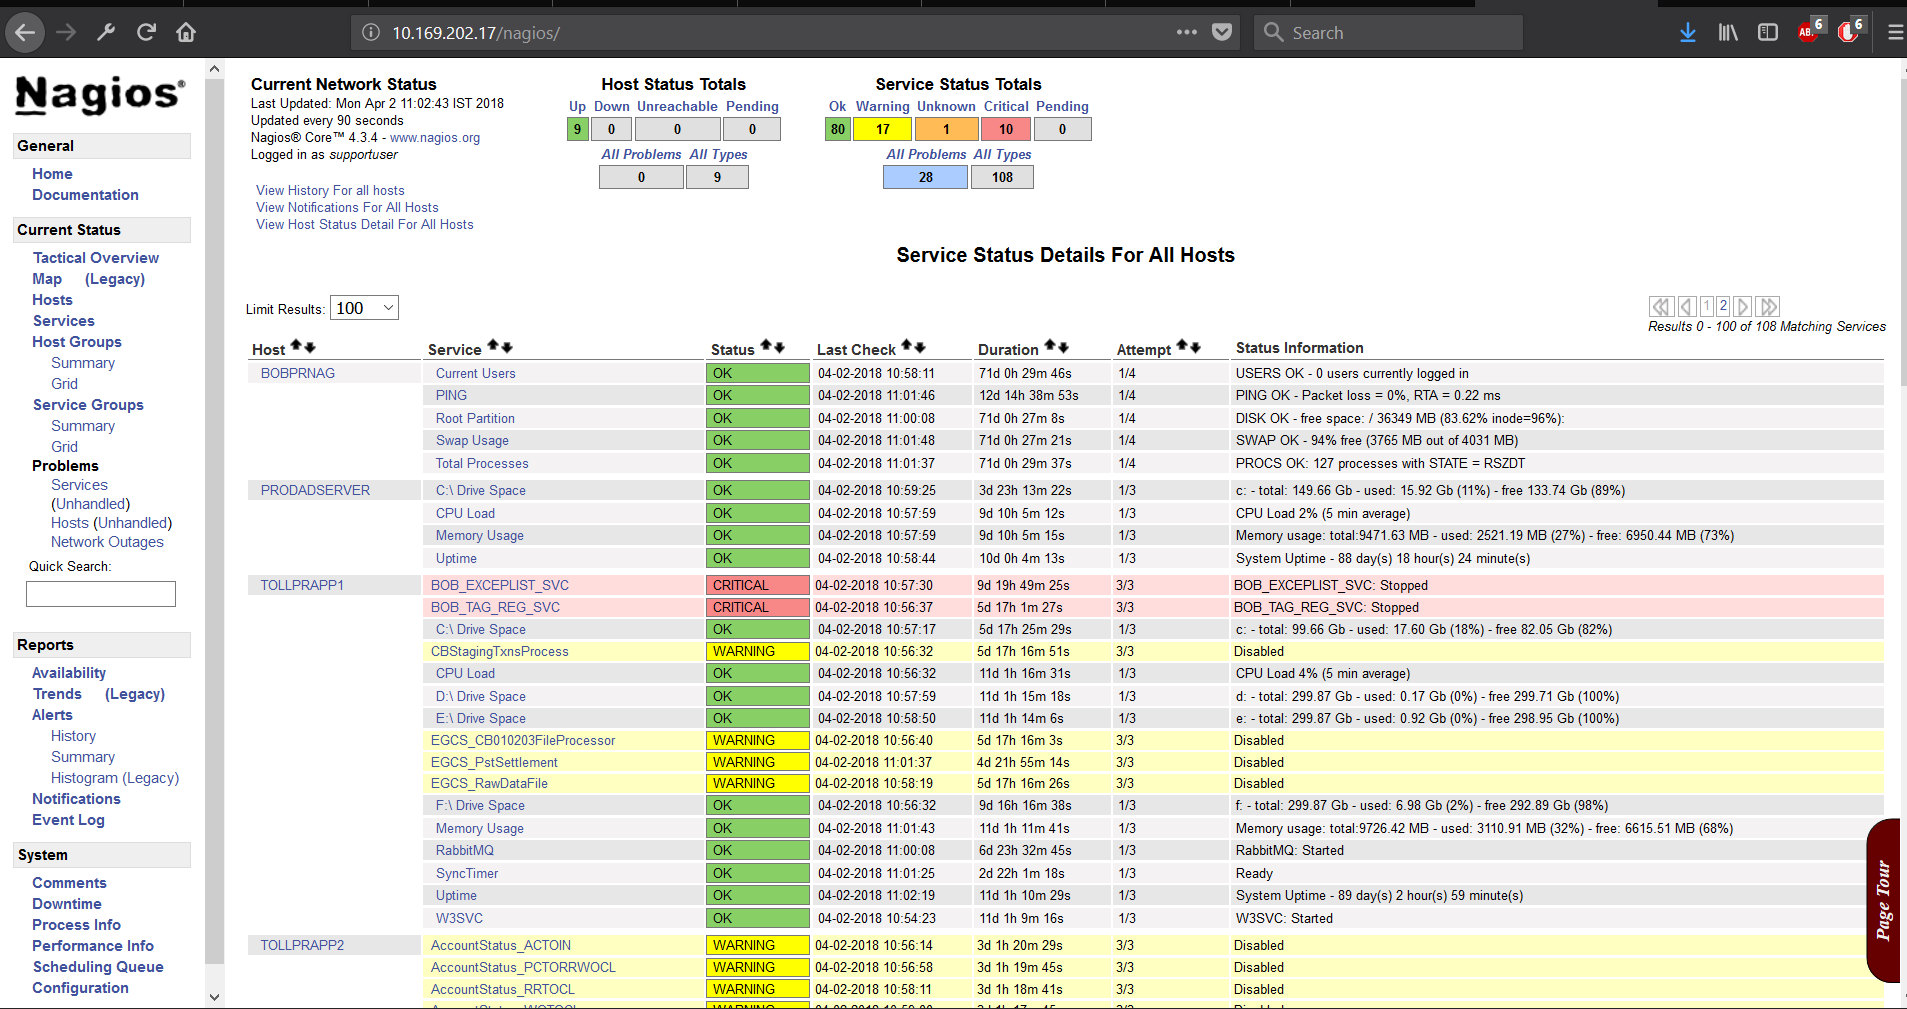 10.169.202.17/nagios/
Search
6
6
Nagios®
General
Home
Documentation
Current Status
Tactical Overview
Map (Legacy)
Hosts
Services
Host Groups
Summary
Grid
Service Groups
Summary
Grid
Problems
Services
(Unhandled)
Hosts (Unhandled)
Network Outages
Quick Search:
Reports
Availability
Trends (Legacy)
Alerts
History
Summary
Histogram (Legacy)
Notifications
Event Log
System
Comments
Downtime
Process Info
Performance Info
Scheduling Queue
Configuration
Current Network Status
Last Updated: Mon Apr 2 11:02:43 IST 2018
Updated every 90 seconds
Nagios® Core™ 4.3.4 - www.nagios.org
Logged in as supportuser
View History For all hosts
View Notifications For All Hosts
View Host Status Detail For All Hosts
Host Status Totals
Up Down Unreachable Pending
9 0 0 0
All Problems All Types
0 9
Service Status Totals
Ok Warning Unknown Critical Pending
80 17 1 10 0
All Problems All Types
28 108
Service Status Details For All Hosts
Limit Results: 100
1 2
Results 0 - 100 of 108 Matching Services
Host Service Status Last Check Duration Attempt Status Information
BOBPRNAG Current Users OK 04-02-2018 10:58:11 71d 0h 29m 46s 1/4 USERS OK - 0 users currently logged in
PING OK 04-02-2018 11:01:46 12d 14h 38m 53s 1/4 PING OK - Packet loss = 0%, RTA = 0.22 ms
Root Partition OK 04-02-2018 11:00:08 71d 0h 27m 8s 1/4 DISK OK - free space: / 36349 MB (83.62% inode=96%):
Swap Usage OK 04-02-2018 11:01:48 71d 0h 27m 21s 1/4 SWAP OK - 94% free (3765 MB out of 4031 MB)
Total Processes OK 04-02-2018 11:01:37 71d 0h 29m 37s 1/4 PROCS OK: 127 processes with STATE = RSZDT
PRODADSERVER C:\ Drive Space OK 04-02-2018 10:59:25 3d 23h 13m 22s 1/3 c: - total: 149.66 Gb - used: 15.92 Gb (11%) - free 133.74 Gb (89%)
CPU Load OK 04-02-2018 10:57:59 9d 10h 5m 12s 1/3 CPU Load 2% (5 min average)
Memory Usage OK 04-02-2018 10:57:59 9d 10h 5m 15s 1/3 Memory usage: total:9471.63 MB - used: 2521.19 MB (27%) - free: 6950.44 MB (73%)
Uptime OK 04-02-2018 10:58:44 10d 0h 4m 13s 1/3 System Uptime - 88 day(s) 18 hour(s) 24 minute(s)
TOLLPRAPP1 BOB_EXCEPLIST_SVC CRITICAL 04-02-2018 10:57:30 9d 19h 49m 25s 3/3 BOB_EXCEPLIST_SVC: Stopped
BOB_TAG_REG_SVC CRITICAL 04-02-2018 10:56:37 5d 17h 1m 27s 3/3 BOB_TAG_REG_SVC: Stopped
C:\ Drive Space OK 04-02-2018 10:57:17 5d 17h 25m 29s 1/3 c: - total: 99.66 Gb - used: 17.60 Gb (18%) - free 82.05 Gb (82%)
CBStagingTxnsProcess WARNING 04-02-2018 10:56:32 5d 17h 16m 51s 3/3 Disabled
CPU Load OK 04-02-2018 10:56:32 11d 1h 16m 31s 1/3 CPU Load 4% (5 min average)
D:\ Drive Space OK 04-02-2018 10:57:59 11d 1h 15m 18s 1/3 d: - total: 299.87 Gb - used: 0.17 Gb (0%) - free 299.71 Gb (100%)
E:\ Drive Space OK 04-02-2018 10:58:50 11d 1h 14m 6s 1/3 e: - total: 299.87 Gb - used: 0.92 Gb (0%) - free 298.95 Gb (100%)
EGCS_CB010203FileProcessor WARNING 04-02-2018 10:56:40 5d 17h 16m 3s 3/3 Disabled
EGCS_PstSettlement WARNING 04-02-2018 11:01:37 4d 21h 55m 14s 3/3 Disabled
EGCS_RawDataFile WARNING 04-02-2018 10:58:19 5d 17h 16m 26s 3/3 Disabled
F:\ Drive Space OK 04-02-2018 10:56:32 9d 16h 16m 38s 1/3 f: - total: 299.87 Gb - used: 6.98 Gb (2%) - free 292.89 Gb (98%)
Memory Usage OK 04-02-2018 11:01:43 11d 1h 11m 41s 1/3 Memory usage: total:9726.42 MB - used: 3110.91 MB (32%) - free: 6615.51 MB (68%)
RabbitMQ OK 04-02-2018 11:00:08 6d 23h 32m 45s 1/3 RabbitMQ: Started
SyncTimer OK 04-02-2018 11:01:25 2d 22h 1m 18s 1/3 Ready
Uptime OK 04-02-2018 11:02:19 11d 1h 10m 29s 1/3 System Uptime - 89 day(s) 2 hour(s) 59 minute(s)
W3SVC OK 04-02-2018 10:54:23 11d 1h 9m 16s 1/3 W3SVC: Started
TOLLPRAPP2 AccountStatus_ACTOIN WARNING 04-02-2018 10:56:14 3d 1h 20m 29s 3/3 Disabled
AccountStatus_PCTORRWOCL WARNING 04-02-2018 10:56:58 3d 1h 19m 45s 3/3 Disabled
AccountStatus_RRTOCL WARNING 04-02-2018 10:58:11 3d 1h 18m 41s 3/3 Disabled
Page Tour